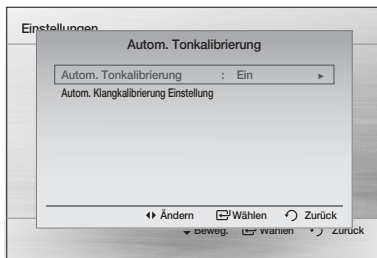 Einstellungen
Autom. Tonkalibrierung
Autom. Tonkalibrierung : Ein ►
Autom. Klangkalibrierung Einstellung
Ändern Wählen Zurück
Beweg. Wählen Zurück